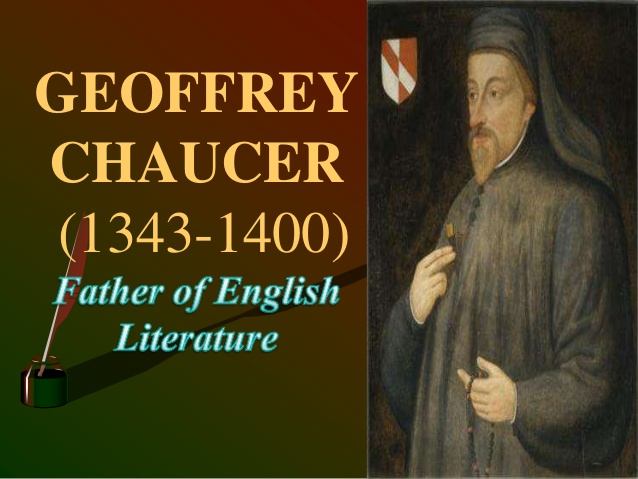 GEOFFREY
CHAUCER
(1343-1400)
Father of English
Literature